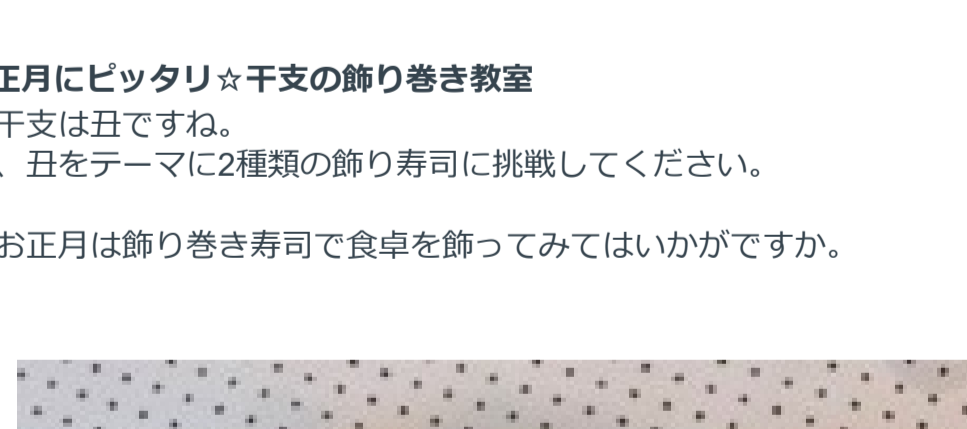 正月にピッタリ☆干支の飾り巻き教室
干支は丑ですね。
、丑をテーマに2種類の飾り寿司に挑戦してください。
お正月は飾り巻き寿司で食卓を飾ってみてはいかがですか。